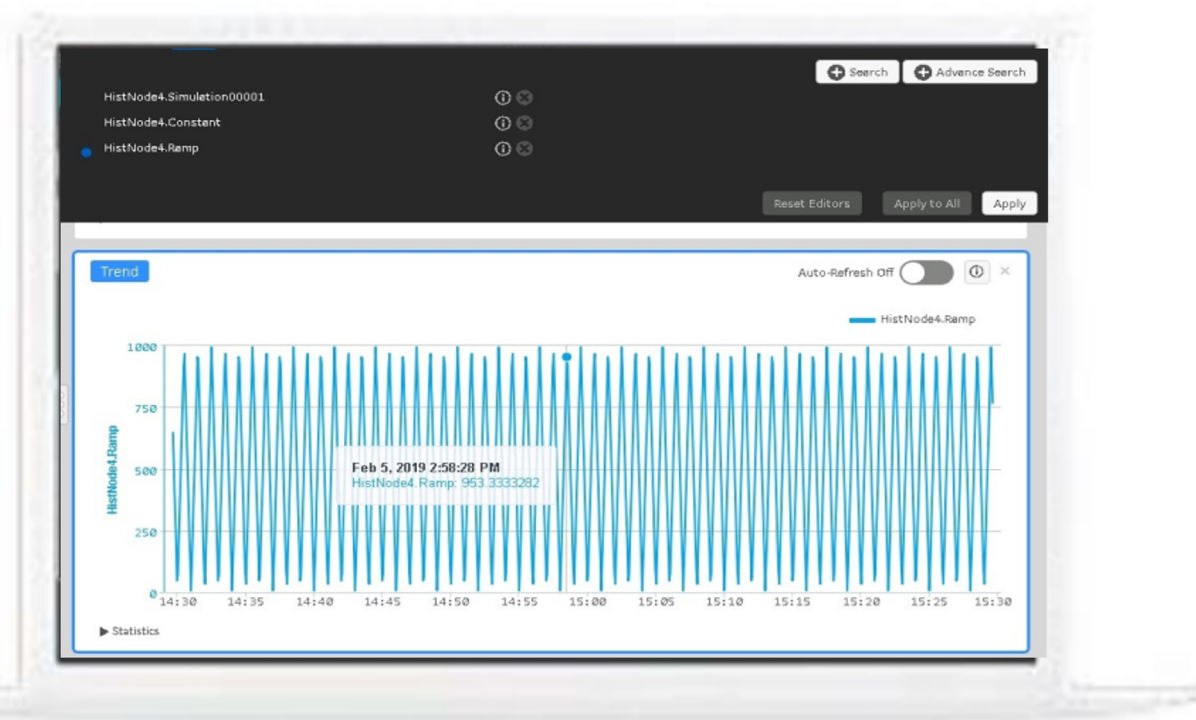 Search
Advance Search
HistNode4.Simulation00001
HistNode4.Constant
HistNode4.Ramp
Reset Editors
Apply to All
Apply
Trend
Auto-Refresh Off
HistNode4.Ramp
1000
750
500
250
0
HistNode4.Ramp
Feb 5, 2019 2:58:28 PM
HistNode4.Ramp: 953.3333282
14:30 14:35 14:40 14:45 14:50 14:55 15:00 15:05 15:10 15:15 15:20 15:25 15:30
Statistics